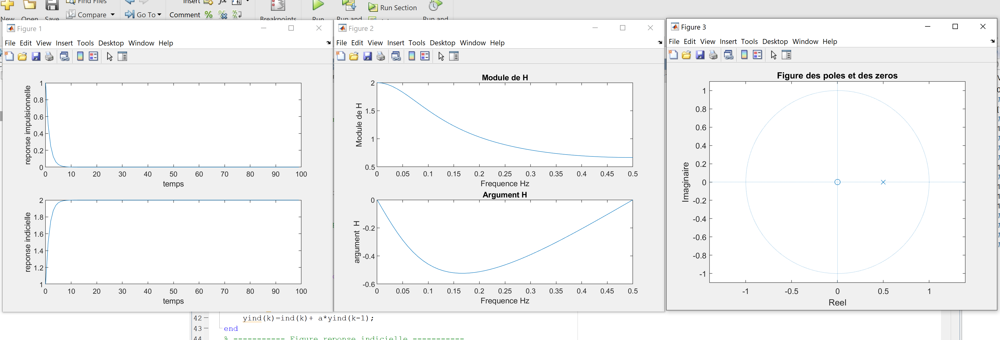 Find Files
Insert
fx
Compare
Go To
Comment
Run Section
New
Open
Save
Breakpoints
Run
Run and
Run and
Figure 1
File Edit View Insert Tools Desktop Window Help
reponse impulsionnelle
1
0.8
0.6
0.4
0.2
0
0 10 20 30 40 50 60 70 80 90 100
temps
reponse indicielle
2
1.8
1.6
1.4
1.2
1
0 10 20 30 40 50 60 70 80 90 100
temps
Figure 2
File Edit View Insert Tools Desktop Window Help
Module de H
Module de H
2
1.5
1
0.5
0 0.05 0.1 0.15 0.2 0.25 0.3 0.35 0.4 0.45 0.5
Frequence Hz
Argument H
argument H
0
-0.2
-0.4
-0.6
0 0.05 0.1 0.15 0.2 0.25 0.3 0.35 0.4 0.45 0.5
Frequence Hz
Figure 3
File Edit View Insert Tools Desktop Window Help
Figure des poles et des zeros
Imaginaire
1
0.8
0.6
0.4
0.2
0
-0.2
-0.4
-0.6
-0.8
-1
-1 -0.5 0 0.5 1
Reel
42 yind(k)=ind(k)+ a*yind(k-1);
43 end
44 % ----------- Figure reponse indicielle -----------